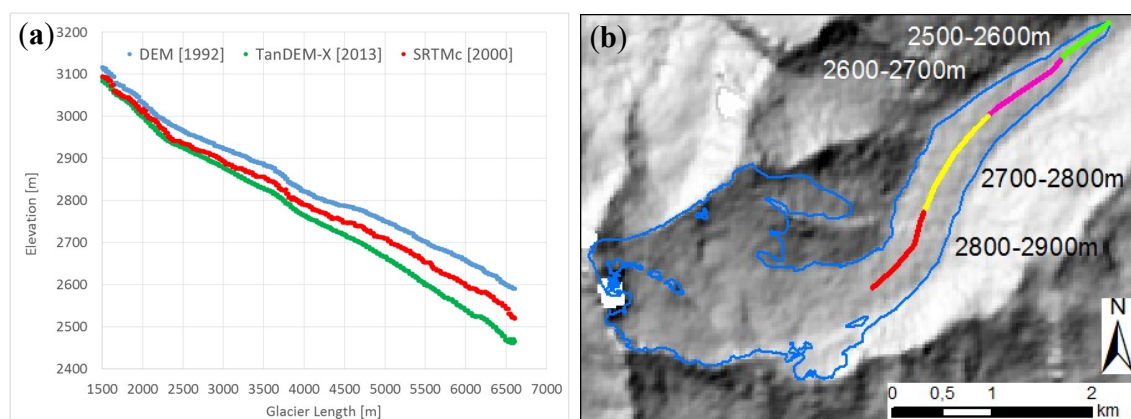 (a)
3200
3100
3000
2900
2800
2700
2600
2500
2400
Elevation [m]
DEM [1992] TanDEM-X [2013] SRTMc [2000]
1500 2000 2500 3000 3500 4000 4500 5000 5500 6000 6500 7000
Glacier Length [m]
(b)
2500-2600m
2600-2700m
2700-2800m
2800-2900m
N
0 0,5 1 2
km